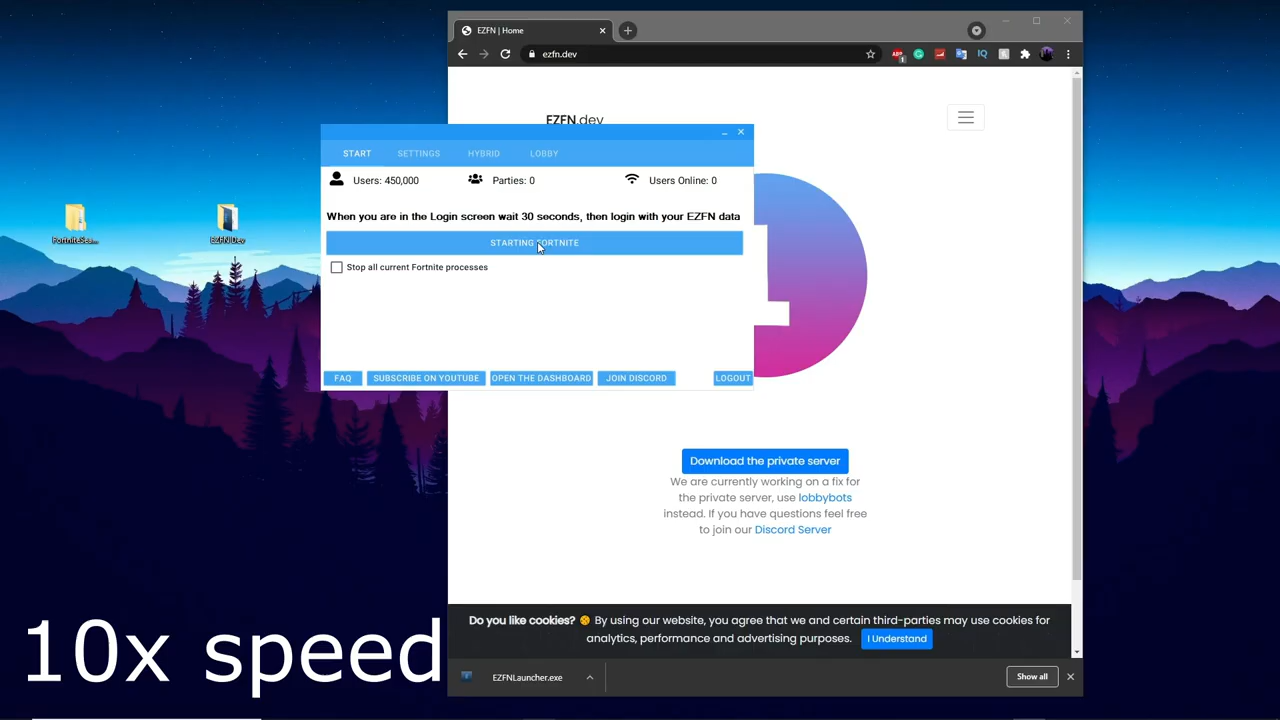 EZFN | Home
ezfn.dev
1
EZFN.dev
START SETTINGS HYBRID LOBBY
Users: 450,000 Parties: 0 Users Online: 0
When you are in the Login screen wait 30 seconds, then login with your EZFN data
STARTING FORTNITE
Stop all current Fortnite processes
FAQ SUBSCRIBE ON YOUTUBE OPEN THE DASHBOARD JOIN DISCORD LOGOUT
FortniteSea...
EZFN.Dev
Download the private server
We are currently working on a fix for
the private server, use lobbybots
instead. If you have questions feel free
to join our Discord Server
Do you like cookies? 🍪 By using our website, you agree that we and certain third-parties may use cookies for
analytics, performance and advertising purposes. I Understand
EZFNLauncher.exe
Show all
10x speed